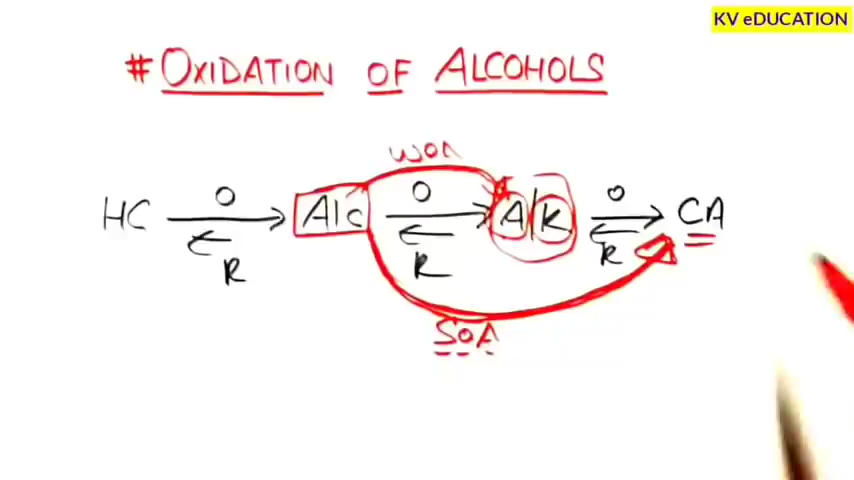 KV eDUCATION
# OXIDATION OF ALCOHOLS
WOA
O O O
HC Alc A/K CA
R R R
SOA